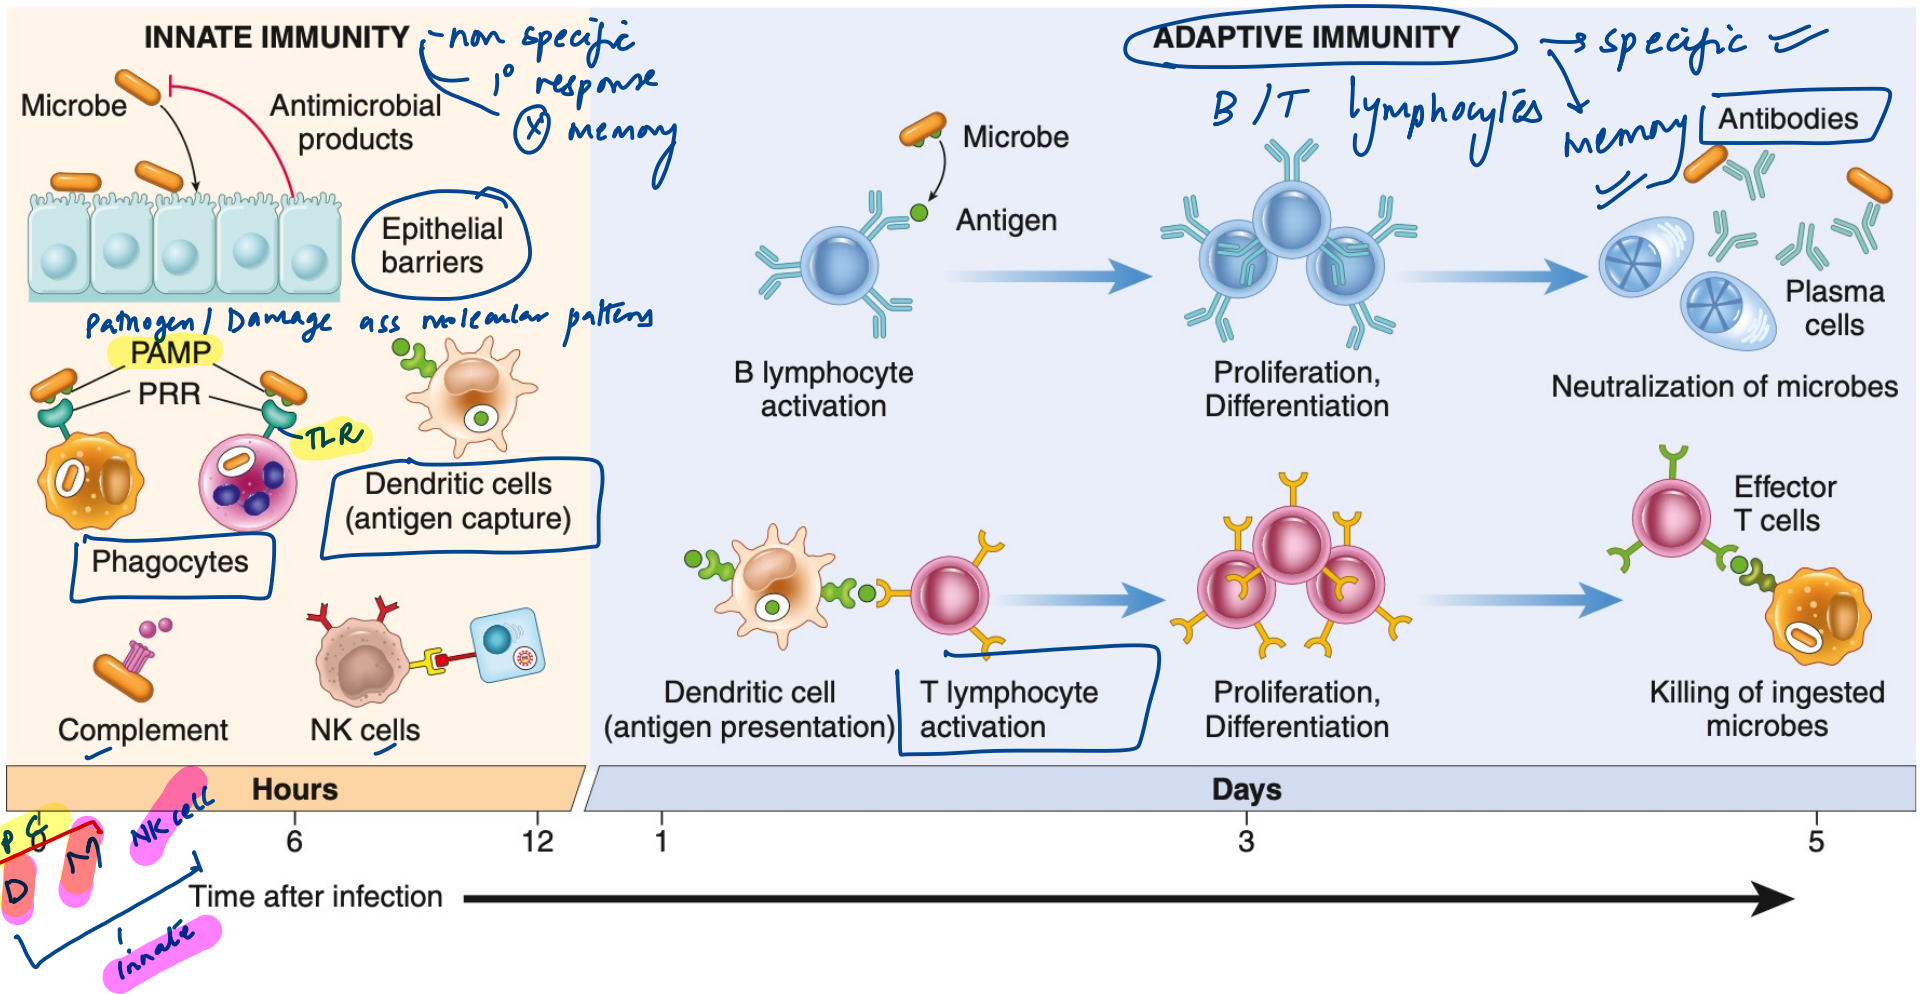 INNATE IMMUNITY
- non specific
1° response
X memory
Microbe
Antimicrobial
products
Epithelial
barriers
Pathogen / Damage ass molecular patterns
PAMP
PRR
TLR
Dendritic cells
(antigen capture)
Phagocytes
Complement
NK cells
ADAPTIVE IMMUNITY
→ specific
B / T lymphocytes
memory
Antibodies
Microbe
Antigen
Plasma
cells
B lymphocyte
activation
Proliferation,
Differentiation
Neutralization of microbes
Effector
T cells
Dendritic cell
(antigen presentation)
T lymphocyte
activation
Proliferation,
Differentiation
Killing of ingested
microbes
Hours
Days
0
6
12
1
3
5
NK cell
D
Time after infection
innate